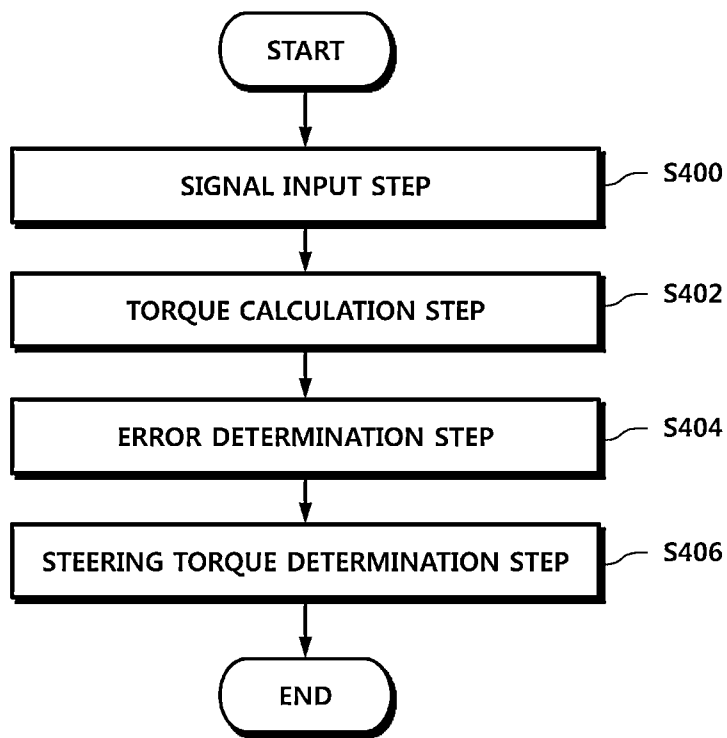 START
SIGNAL INPUT STEP
S400
TORQUE CALCULATION STEP
S402
ERROR DETERMINATION STEP
S404
STEERING TORQUE DETERMINATION STEP
S406
END